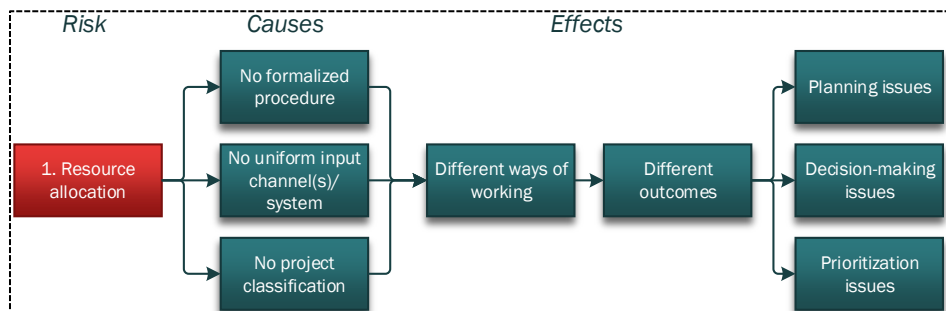 Risk
Causes
Effects
No formalized
procedure
Planning issues
1. Resource
allocation
No uniform input
channel(s)/
system
Different ways of
working
Different
outcomes
Decision-making
issues
No project
classification
Prioritization
issues